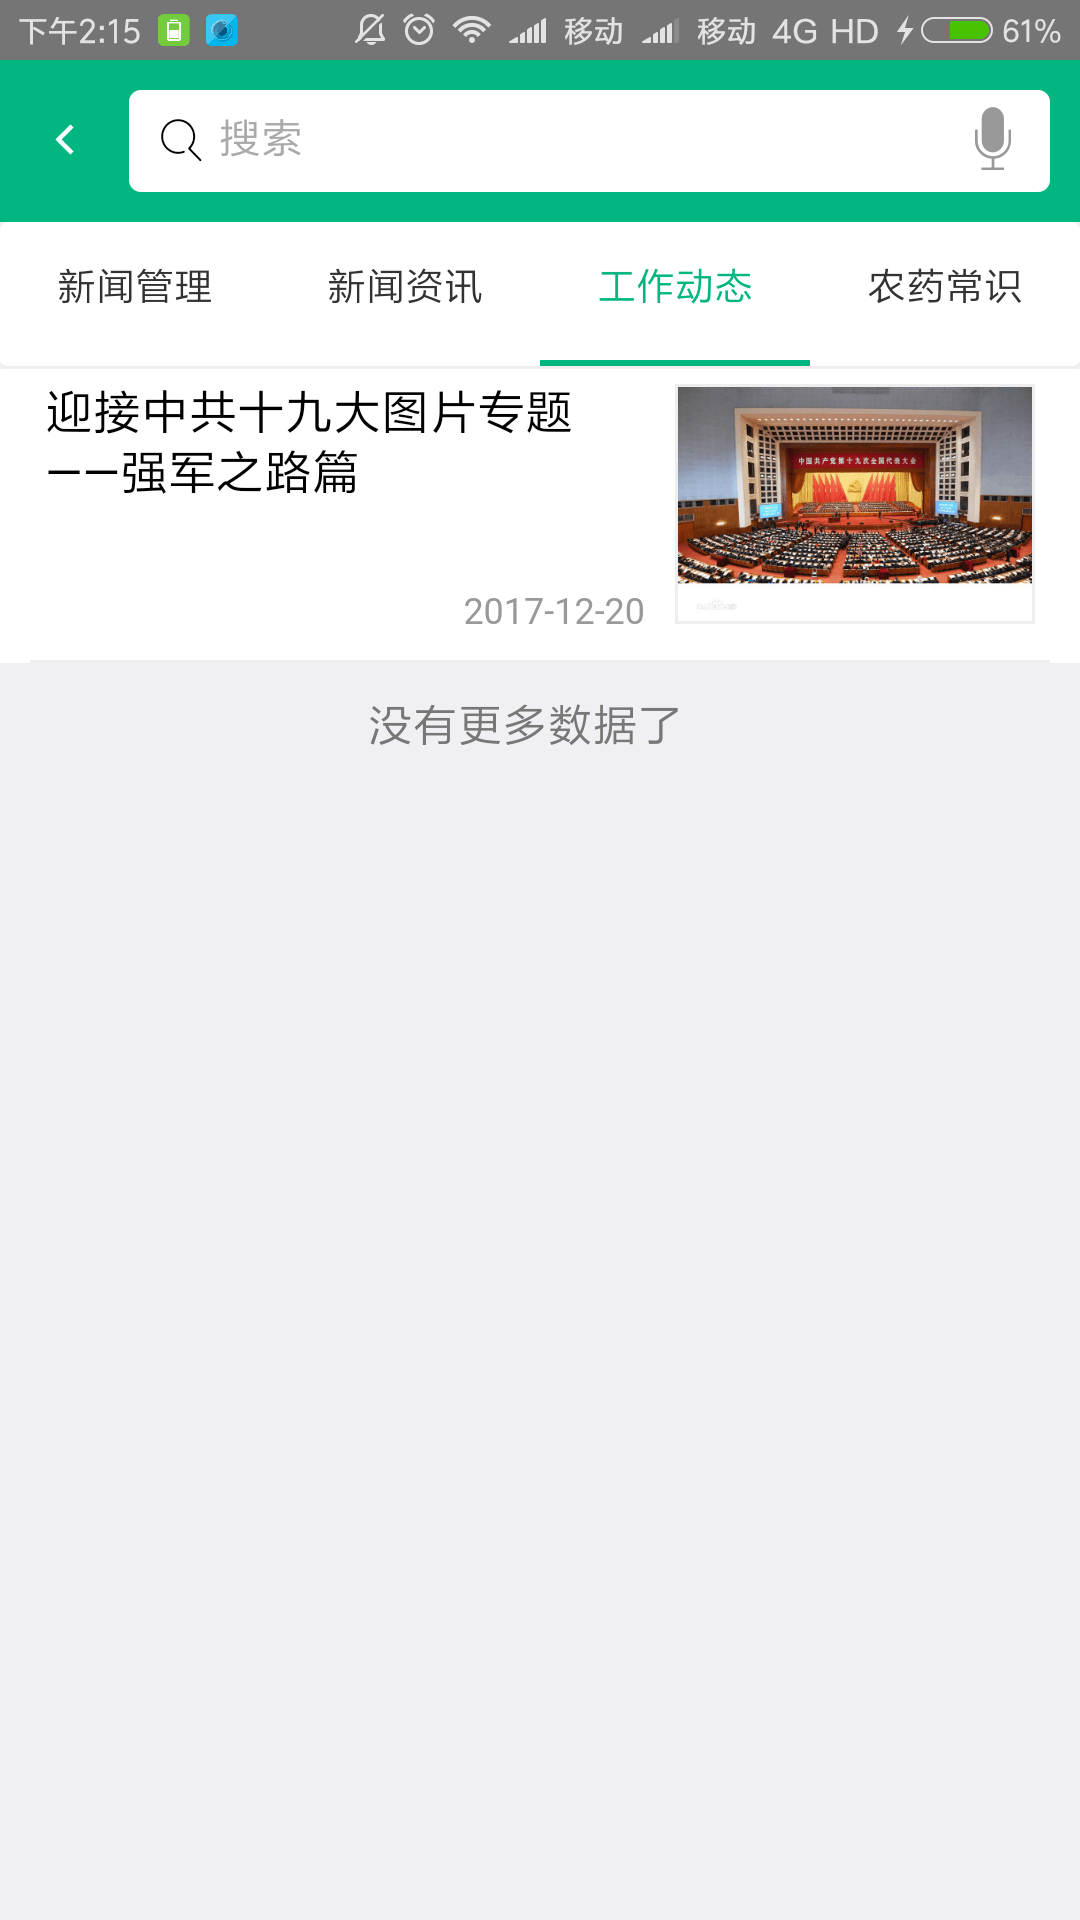 下午2:15 移动 移动 4G HD 61%
搜索
新闻管理 新闻资讯 工作动态 农药常识
迎接中共十九大图片专题
——强军之路篇
中国共产党第十九次全国代表大会
2017-12-20
没有更多数据了